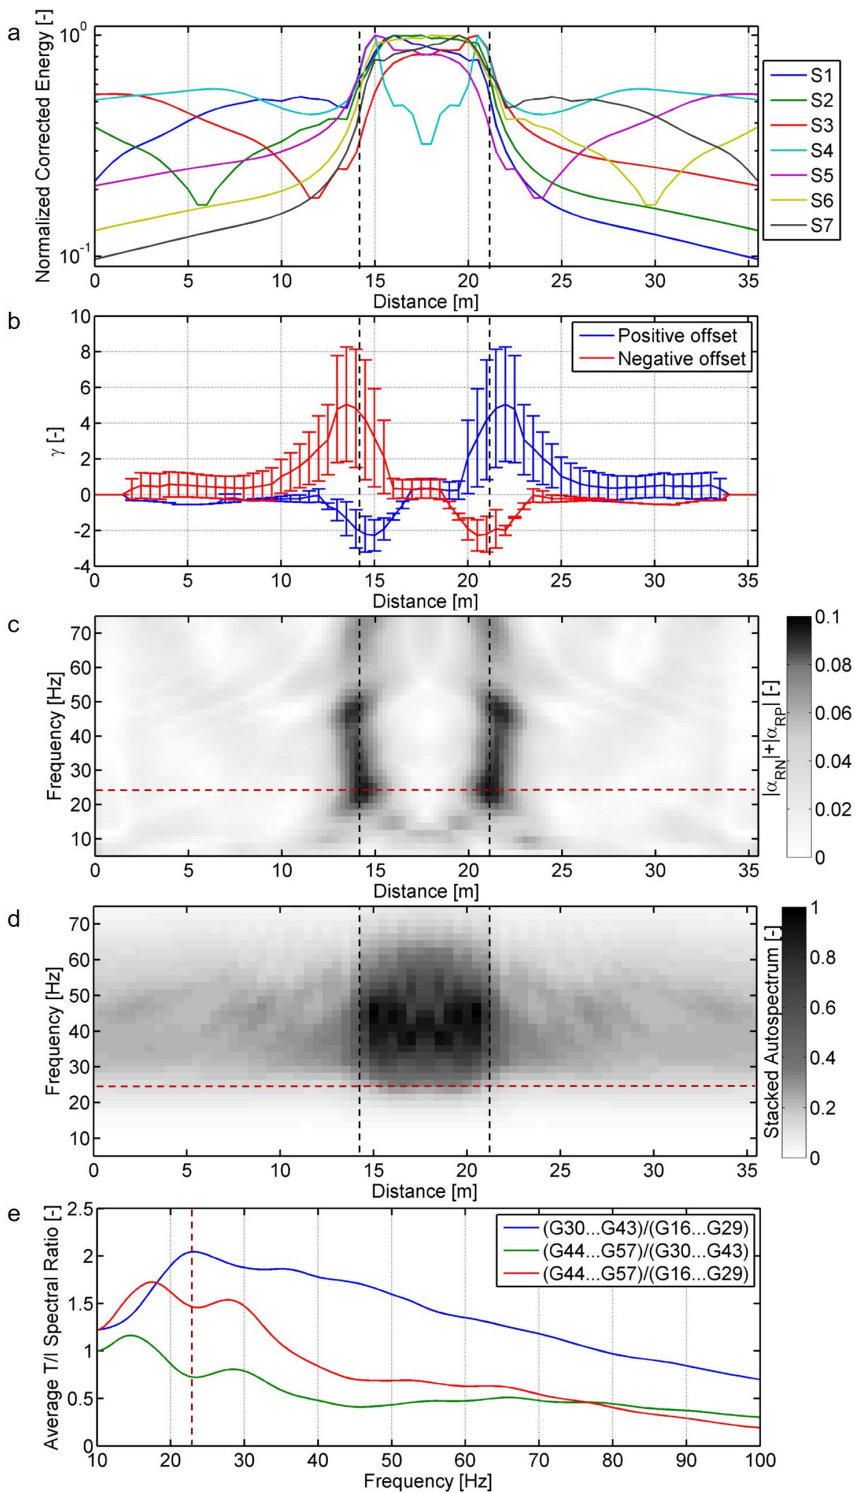 a
Normalized Corrected Energy [-]
10^0
10^-1
0 5 10 15 20 25 30 35
Distance [m]
S1
S2
S3
S4
S5
S6
S7
b
γ [-]
10
8
6
4
2
0
-2
-4
0 5 10 15 20 25 30 35
Distance [m]
Positive offset
Negative offset
c
Frequency [Hz]
70
60
50
40
30
20
10
0 5 10 15 20 25 30 35
Distance [m]
0.1
0.08
0.06
0.04
0.02
0
|α_RN|+|α_RP| [-]
d
Frequency [Hz]
70
60
50
40
30
20
10
0 5 10 15 20 25 30 35
Distance [m]
Stacked Autospectrum [-]
1
0.8
0.6
0.4
0.2
0
e
Average T/I Spectral Ratio [-]
2.5
2
1.5
1
0.5
0
10 20 30 40 50 60 70 80 90 100
Frequency [Hz]
(G30...G43)/(G16...G29)
(G44...G57)/(G30...G43)
(G44...G57)/(G16...G29)